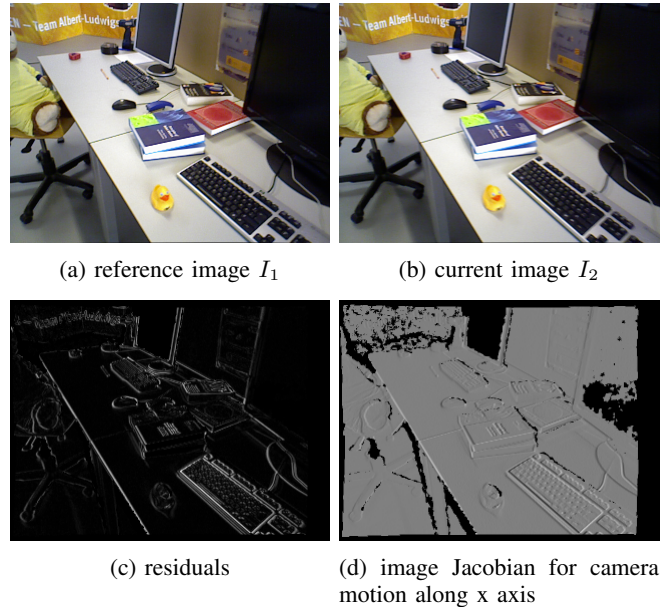 EN — Team Albert-Ludwigs
EN — Team Albert-Ludwigs
(a) reference image I₁
(b) current image I₂
(c) residuals
(d) image Jacobian for camera
motion along x axis